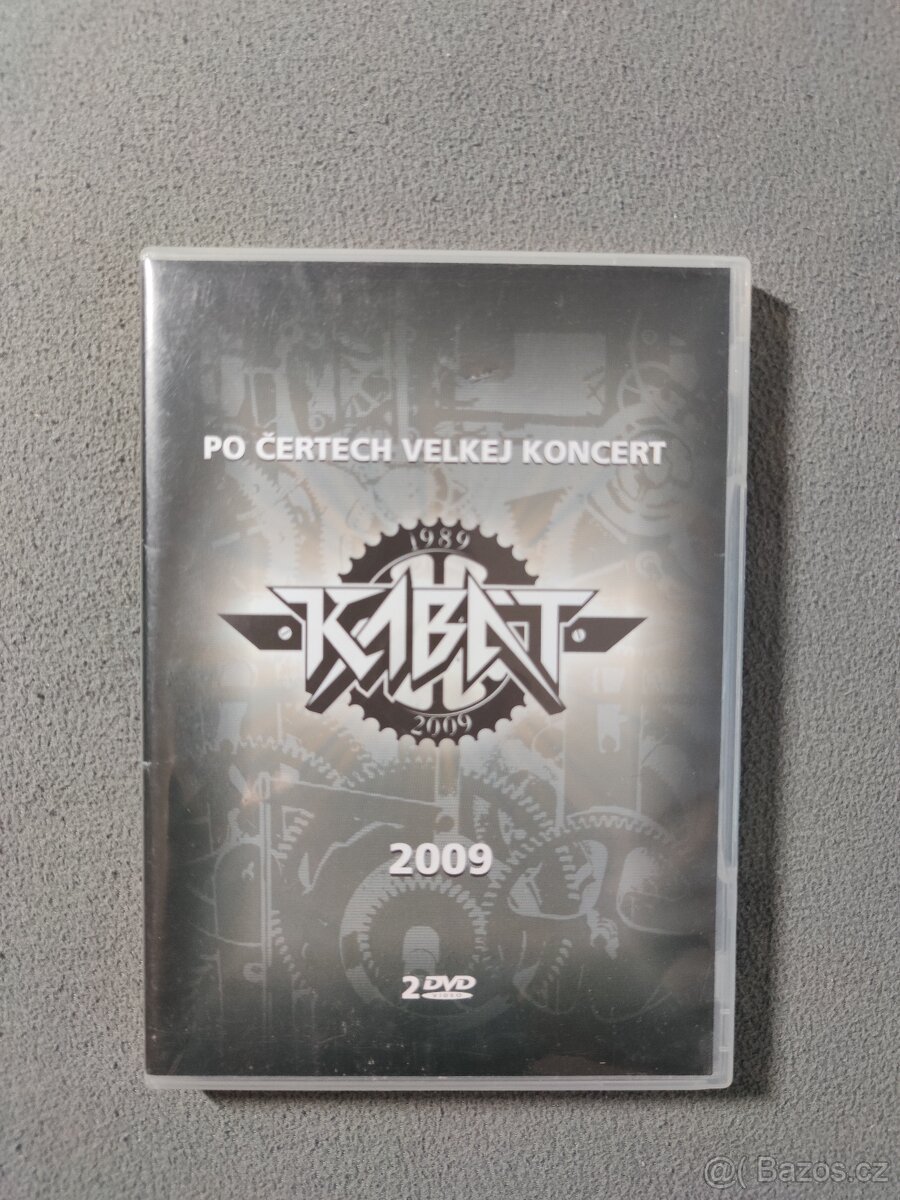 PO ČERTECH VELKEJ KONCERT
1989
KABÁT
2009
2009
2 DVD
VIDEO
@( Bazos.cz